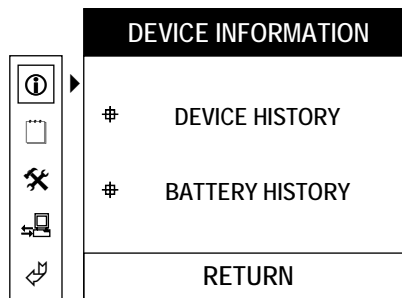 DEVICE INFORMATION
DEVICE HISTORY
BATTERY HISTORY
RETURN